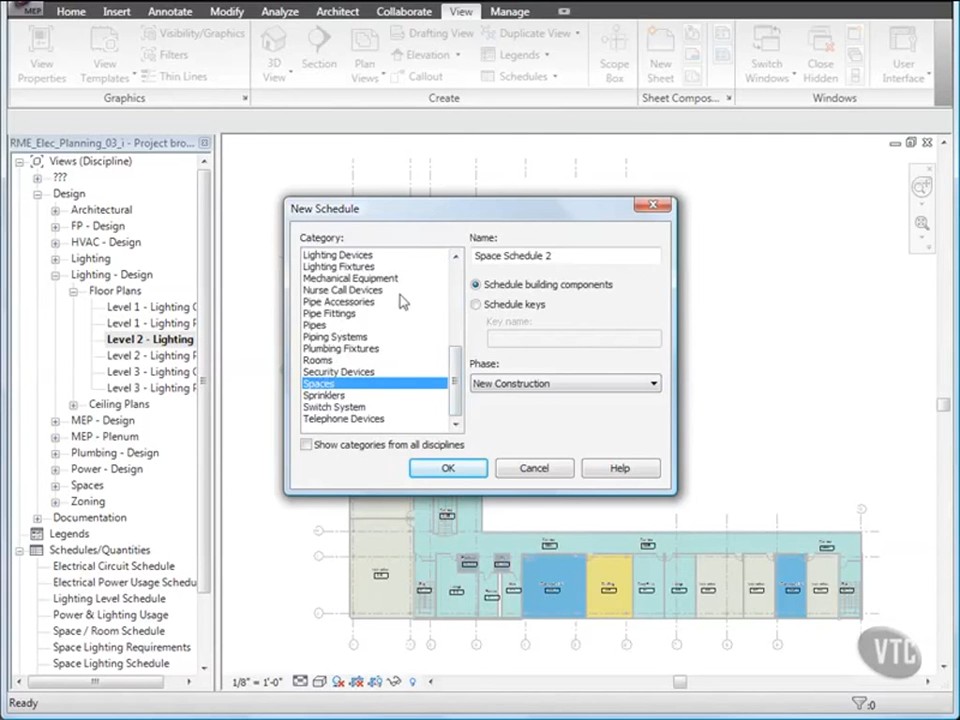 MEP Home Insert Annotate Modify Analyze Architect Collaborate View Manage
View Properties
View Templates
Visibility/Graphics
Filters
Thin Lines
3D View
Section
Plan Views
Drafting View
Elevation
Callout
Duplicate View
Legends
Schedules
Scope Box
New Sheet
Switch Windows
Close Hidden
User Interface
Graphics Create Sheet Compos... Windows
RME_Elec_Planning_03_i - Project bro...
Views (Discipline)
???
Design
Architectural
FP - Design
HVAC - Design
Lighting
Lighting - Design
Floor Plans
Level 1 - Lighting C
Level 1 - Lighting P
Level 2 - Lighting
Level 2 - Lighting P
Level 3 - Lighting C
Level 3 - Lighting P
Ceiling Plans
MEP - Design
MEP - Plenum
Plumbing - Design
Power - Design
Spaces
Zoning
Documentation
Legends
Schedules/Quantities
Electrical Circuit Schedule
Electrical Power Usage Schedu
Lighting Level Schedule
Power & Lighting Usage
Space / Room Schedule
Space Lighting Requirements
Space Lighting Schedule
New Schedule
Category:
Lighting Devices
Lighting Fixtures
Mechanical Equipment
Nurse Call Devices
Pipe Accessories
Pipe Fittings
Pipes
Piping Systems
Plumbing Fixtures
Rooms
Security Devices
Spaces
Sprinklers
Switch System
Telephone Devices
Show categories from all disciplines
Name:
Space Schedule 2
Schedule building components
Schedule keys
Key name:
Phase:
New Construction
OK Cancel Help
VTC
1/8" = 1'-0"
Ready
:0